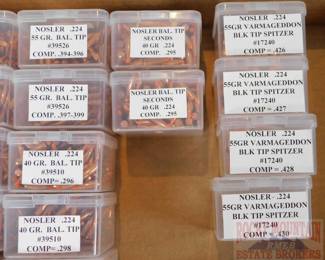 NOSLER .224
55 GR. BAL. TIP
#39526
COMP. .394-.396
NOSLER .224
55 GR. BAL. TIP
#39526
COMP. .397-.399
NOSLER .224
40 GR. BAL. TIP
#39510
COMP= .296
NOSLER .224
40 GR. BAL. TIP
#39510
COMP= .298
NOSLER BAL. TIP
SECONDS
40 GR. .224
COMP. .295
NOSLER BAL. TIP
SECONDS
40 GR. .224
COMP. .295
NOSLER .224
55GR VARMAGEDDON
BLK TIP SPITZER
#17240
COMP = .426
NOSLER .224
55GR VARMAGEDDON
BLK TIP SPITZER
#17240
COMP = .427
NOSLER .224
55GR VARMAGEDDON
BLK TIP SPITZER
#17240
COMP = .428
NOSLER .224
55GR VARMAGEDDON
BLK TIP SPITZER
#17240
COMP = .430
ESTATE BROKERS